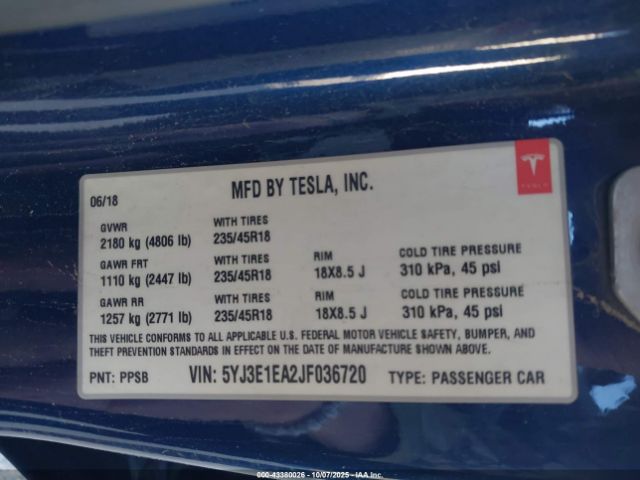 06/18
MFD BY TESLA, INC.
TESLA
GVWR WITH TIRES
2180 kg (4806 lb) 235/45R18
GAWR FRT WITH TIRES RIM COLD TIRE PRESSURE
1110 kg (2447 lb) 235/45R18 18X8.5 J 310 kPa, 45 psi
GAWR RR WITH TIRES RIM COLD TIRE PRESSURE
1257 kg (2771 lb) 235/45R18 18X8.5 J 310 kPa, 45 psi
THIS VEHICLE CONFORMS TO ALL APPLICABLE U.S. FEDERAL MOTOR VEHICLE SAFETY, BUMPER, AND
THEFT PREVENTION STANDARDS IN EFFECT ON THE DATE OF MANUFACTURE SHOWN ABOVE.
PNT: PPSB VIN: 5YJ3E1EA2JF036720 TYPE: PASSENGER CAR
000-43380026 - 10/07/2025 - IAAI Inc.